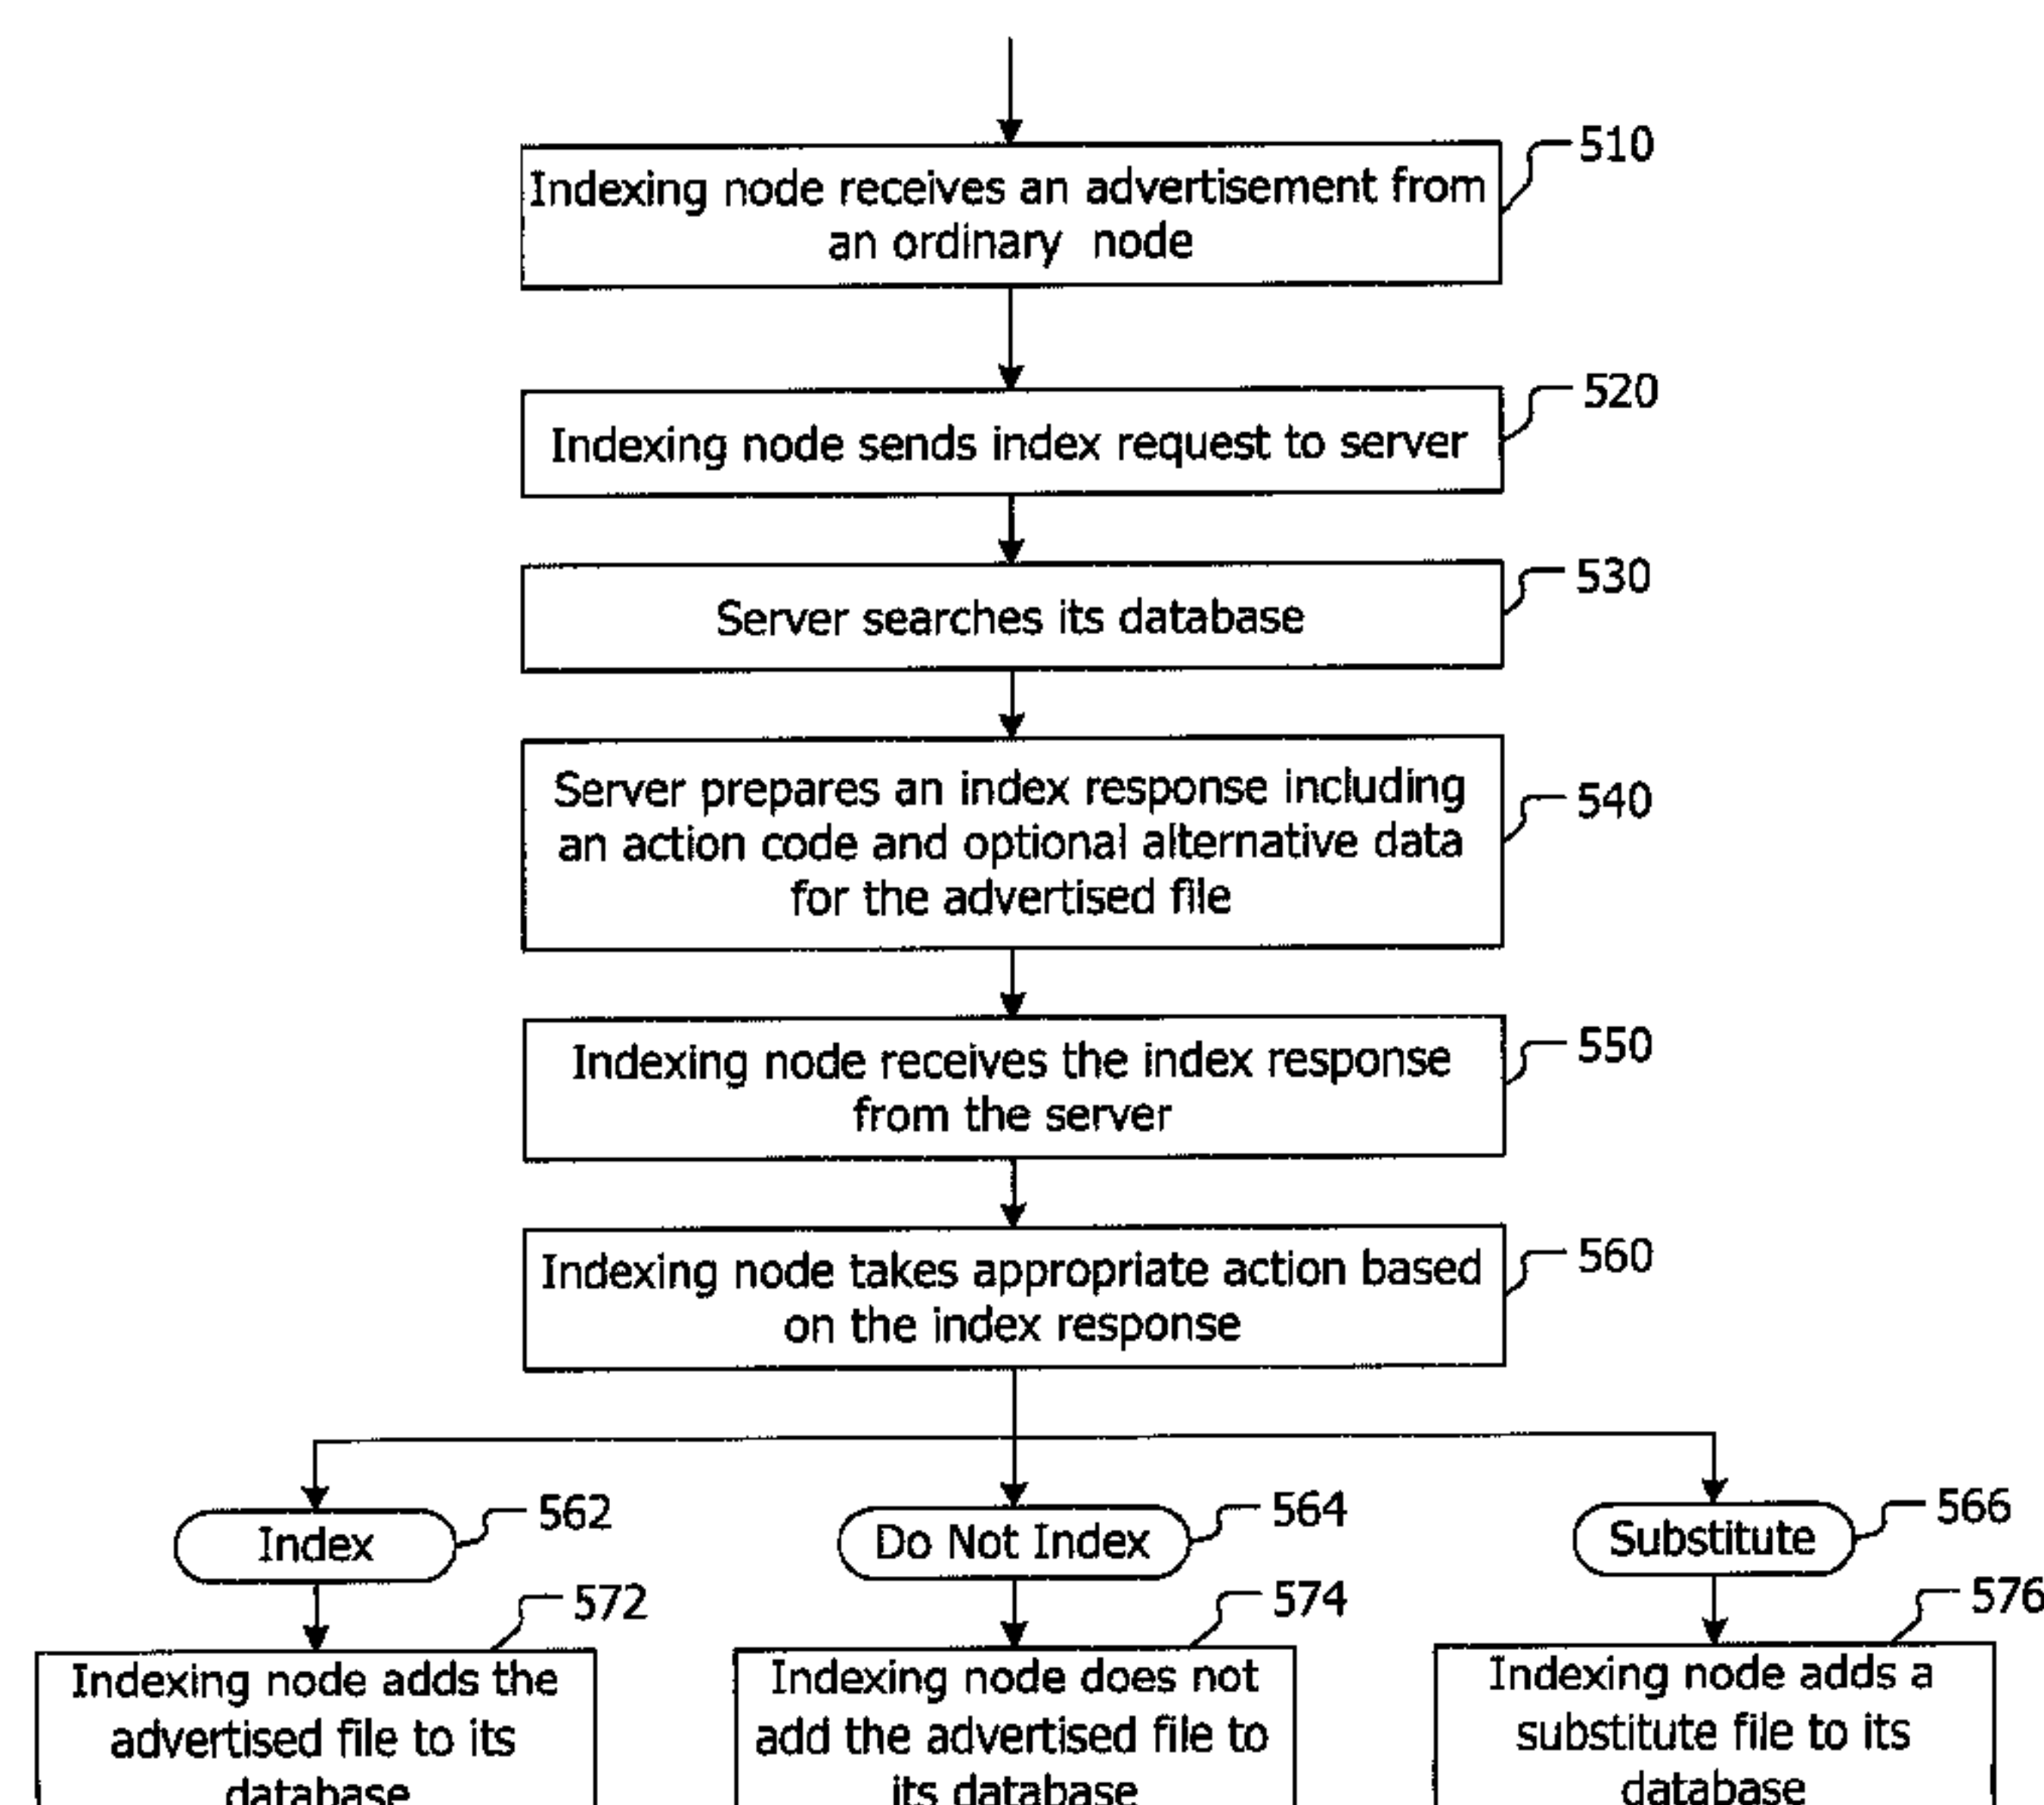 510
Indexing node receives an advertisement from
an ordinary node
520
Indexing node sends index request to server
530
Server searches its database
540
Server prepares an index response including
an action code and optional alternative data
for the advertised file
550
Indexing node receives the index response
from the server
560
Indexing node takes appropriate action based
on the index response
Index
562
Do Not Index
564
Substitute
566
572
Indexing node adds the
advertised file to its
database
574
Indexing node does not
add the advertised file to
its database
576
Indexing node adds a
substitute file to its
database